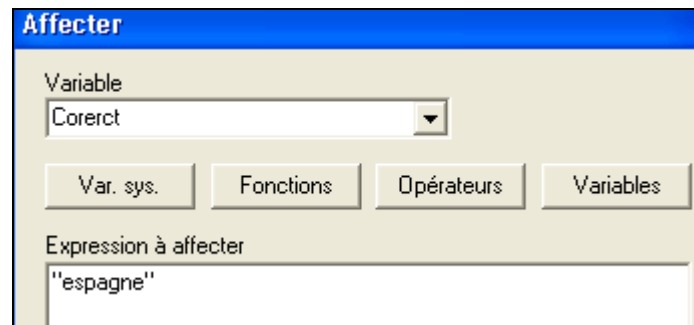 Affecter
Variable
Corerct
Var. sys. Fonctions Opérateurs Variables
Expression à affecter
"espagne"